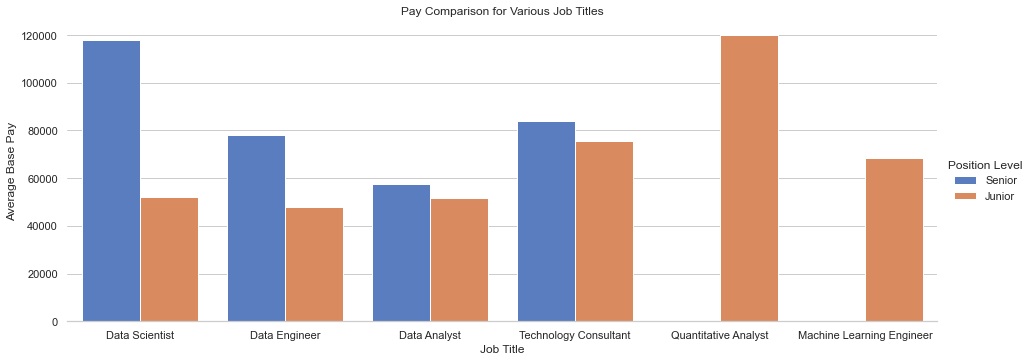 Pay Comparison for Various Job Titles
Average Base Pay
120000
100000
80000
60000
40000
20000
0
Data Scientist
Data Engineer
Data Analyst
Technology Consultant
Quantitative Analyst
Machine Learning Engineer
Job Title
Position Level
Senior
Junior